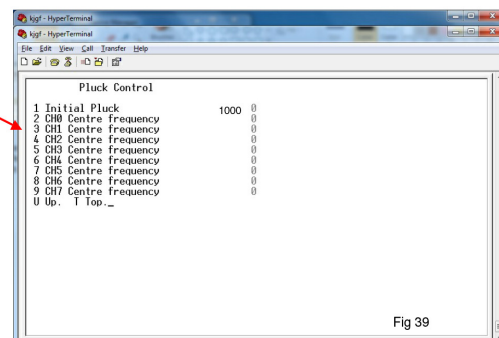 kjgf - HyperTerminal
kjgf - HyperTerminal
File Edit View Call Transfer Help
Pluck Control
1 Initial Pluck 1000 0
2 CH0 Centre frequency 0
3 CH1 Centre frequency 0
4 CH2 Centre frequency 0
5 CH3 Centre frequency 0
6 CH4 Centre frequency 0
7 CH5 Centre frequency 0
8 CH6 Centre frequency 0
9 CH7 Centre frequency 0
U Up. T Top._
Fig 39